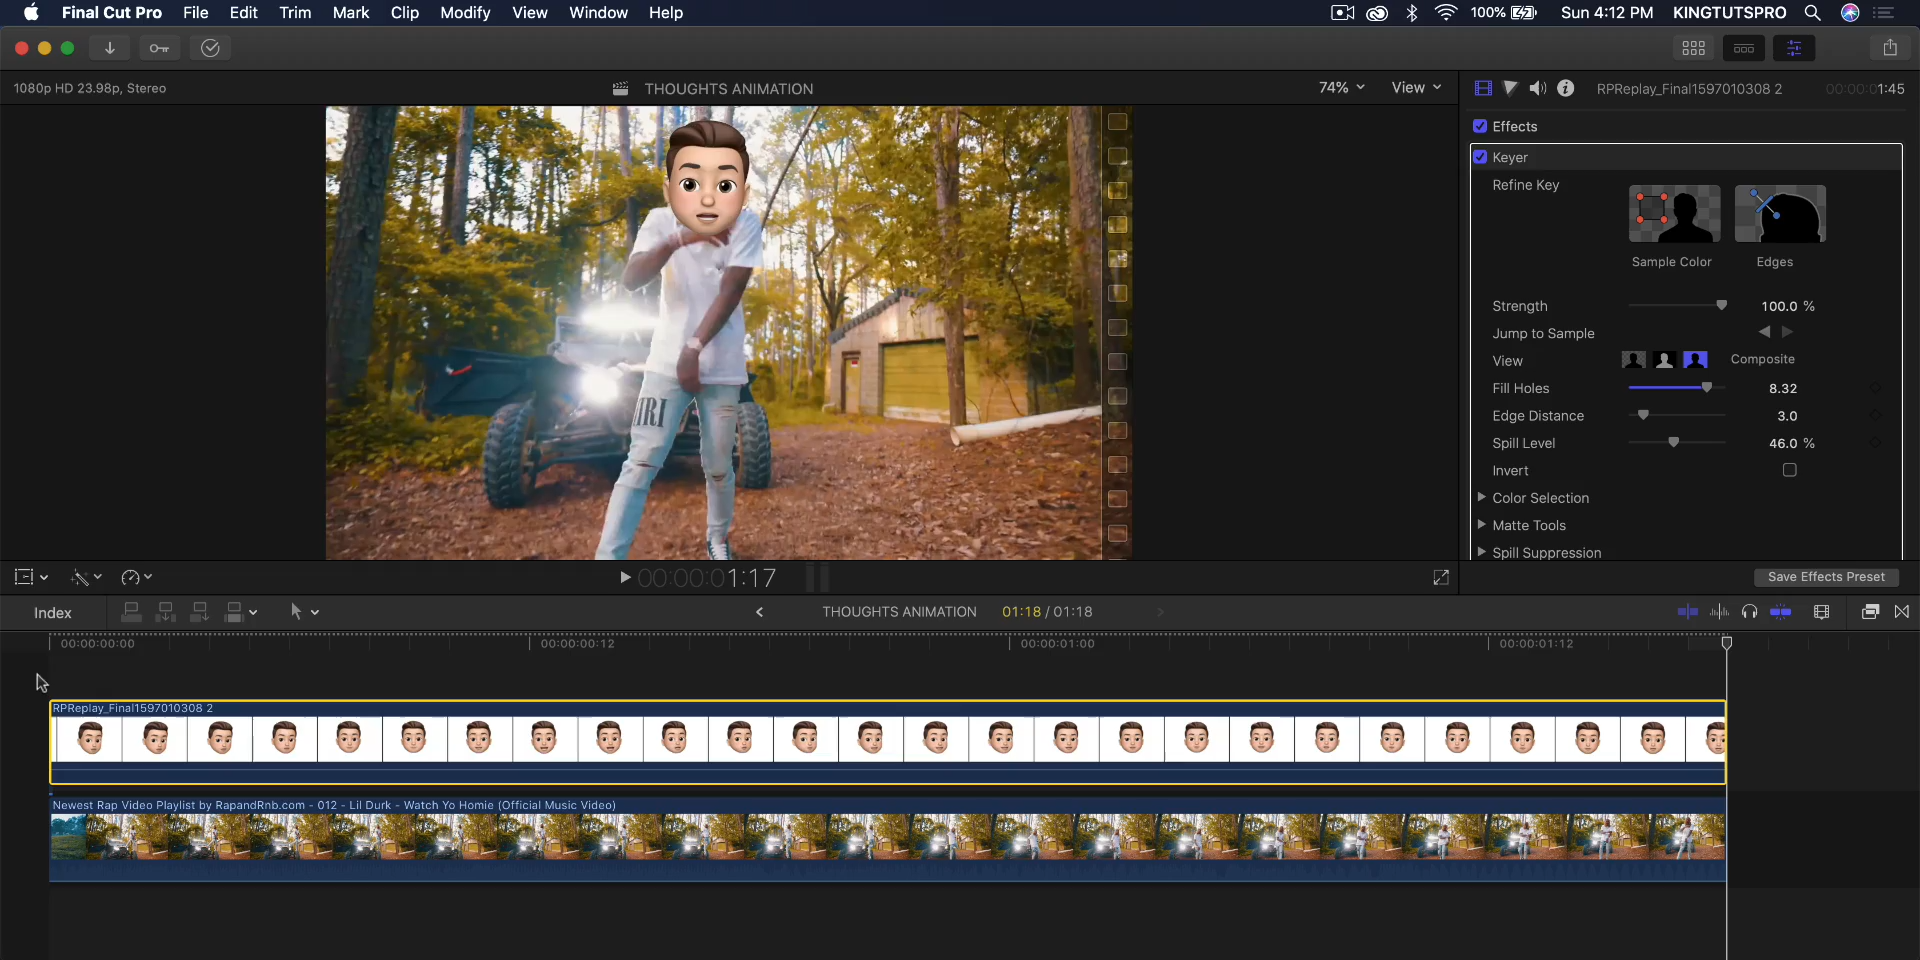 Final Cut Pro File Edit Trim Mark Clip Modify View Window Help 100% Sun 4:12 PM KINGTUTSPRO
1080p HD 23.98p, Stereo THOUGHTS ANIMATION 74% View RPReplay_Final1597010308 2 00:00:01:45
Effects
Keyer
Refine Key
Sample Color Edges
Strength 100.0 %
Jump to Sample
View Composite
Fill Holes 8.32
Edge Distance 3.0
Spill Level 46.0 %
Invert
Color Selection
Matte Tools
Spill Suppression
00:00:01:17 Save Effects Preset
Index THOUGHTS ANIMATION 01:18 / 01:18
00:00:00:00 00:00:00:12 00:00:01:00 00:00:01:12
RPReplay_Final1597010308 2
Newest Rap Video Playlist by RapandRnb.com - 012 - Lil Durk - Watch Yo Homie (Official Music Video)